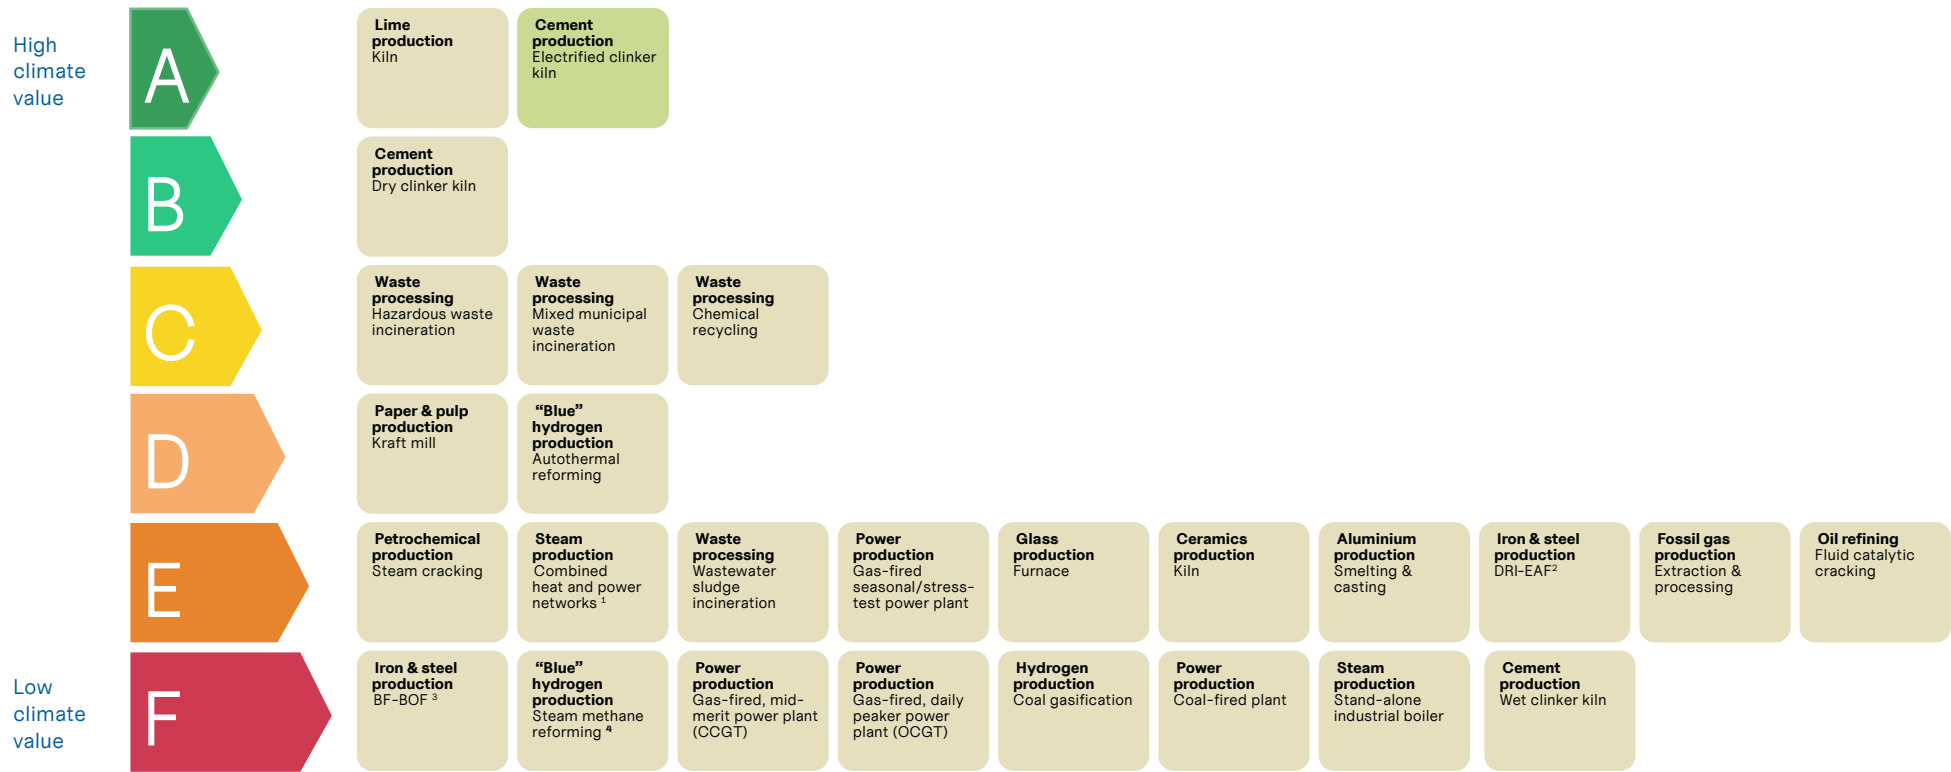 High
climate
value
A
Lime
production
Kiln
Cement
production
Electrified clinker
kiln
B
Cement
production
Dry clinker kiln
C
Waste
processing
Hazardous waste
incineration
Waste
processing
Mixed municipal
waste
incineration
Waste
processing
Chemical
recycling
D
Paper & pulp
production
Kraft mill
“Blue”
hydrogen
production
Autothermal
reforming
E
Petrochemical
production
Steam cracking
Steam
production
Combined
heat and power
networks ¹
Waste
processing
Wastewater
sludge
incineration
Power
production
Gas-fired
seasonal/stress-
test power plant
Glass
production
Furnace
Ceramics
production
Kiln
Aluminium
production
Smelting &
casting
Iron & steel
production
DRI-EAF²
Fossil gas
production
Extraction &
processing
Oil refining
Fluid catalytic
cracking
Low
climate
value
F
Iron & steel
production
BF-BOF ³
“Blue”
hydrogen
production
Steam methane
reforming ⁴
Power
production
Gas-fired, mid-
merit power plant
(CCGT)
Power
production
Gas-fired, daily
peaker power
plant (OCGT)
Hydrogen
production
Coal gasification
Power
production
Coal-fired plant
Steam
production
Stand-alone
industrial boiler
Cement
production
Wet clinker kiln